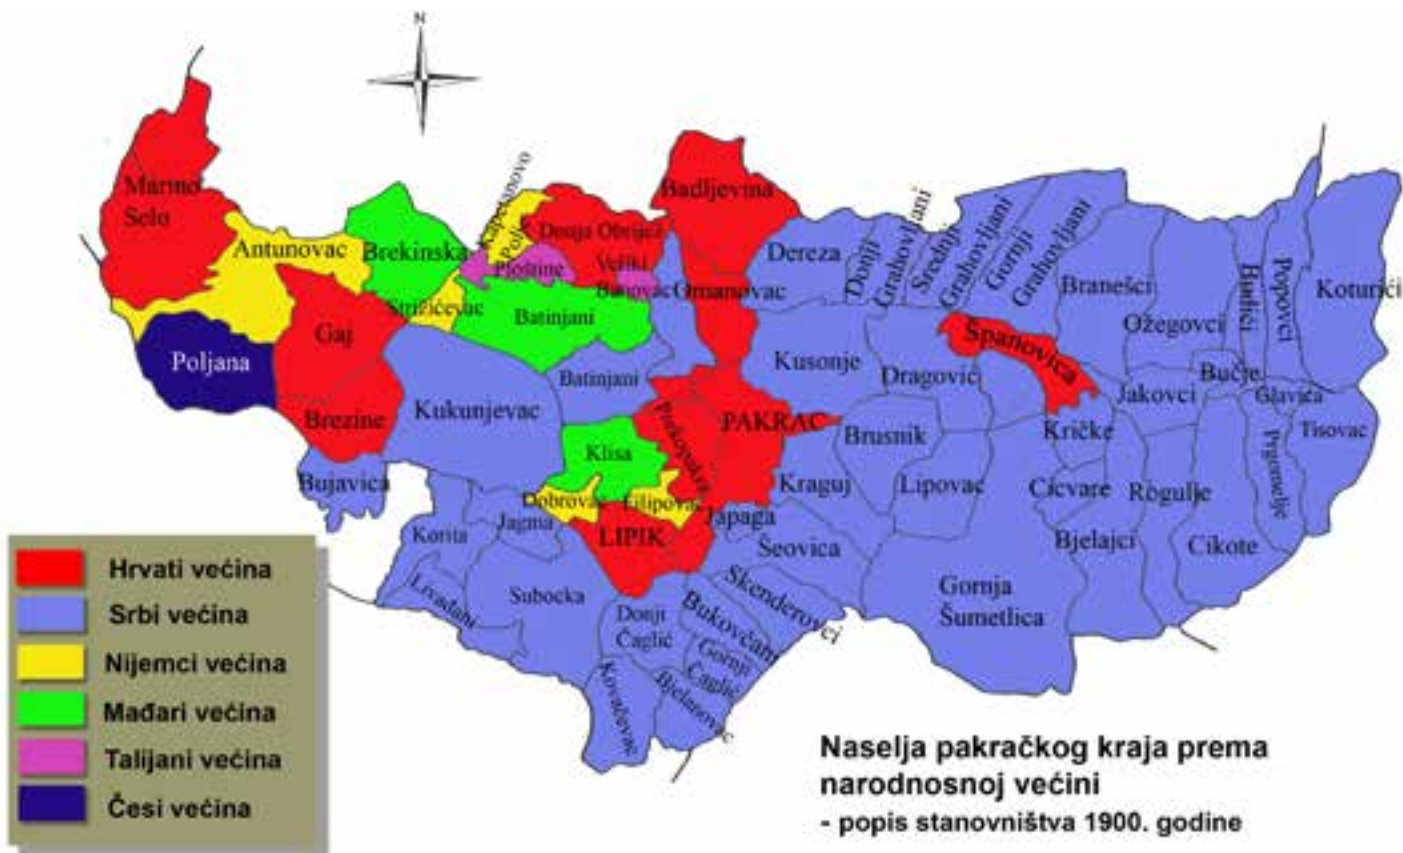 N
Marino
Selo
Antunovac
Brekinska
Kapetanovo
Polje
Ploštine
Donja Obrijež
Veliki
Banovac
Badljevina
Omanovac
Dereza
Donji
Grahovljani
Srednji
Grahovljani
Gornji
Grahovljani
Branešci
Ožegovci
Budići
Popovci
Koturići
Gaj
Strižićevac
Batinjani
Poljana
Španovica
Kusonje
Dragović
Batinjani
Bučje
Jakovci
Glavica
Brezine
Kukunjevac
Prekopakra
PAKRAC
Brusnik
Kričke
Tisovac
Klisa
Bujavica
Dobrovac
Filipovac
Kraguj
Lipovac
Cicvare
Rogulje
Prgomelje
Korita
Jagma
LIPIK
Japaga
Šeovica
Bjelajci
Cikote
Livađani
Subocka
Skenderovci
Gornja
Šumetlica
Donji
Čaglić
Bukovčani
Gornji
Čaglić
Kovačevac
Bjelanovac
Hrvati većina
Srbi većina
Nijemci većina
Mađari većina
Talijani većina
Česi većina
Naselja pakračkog kraja prema
narodnosnoj većini
- popis stanovništva 1900. godine